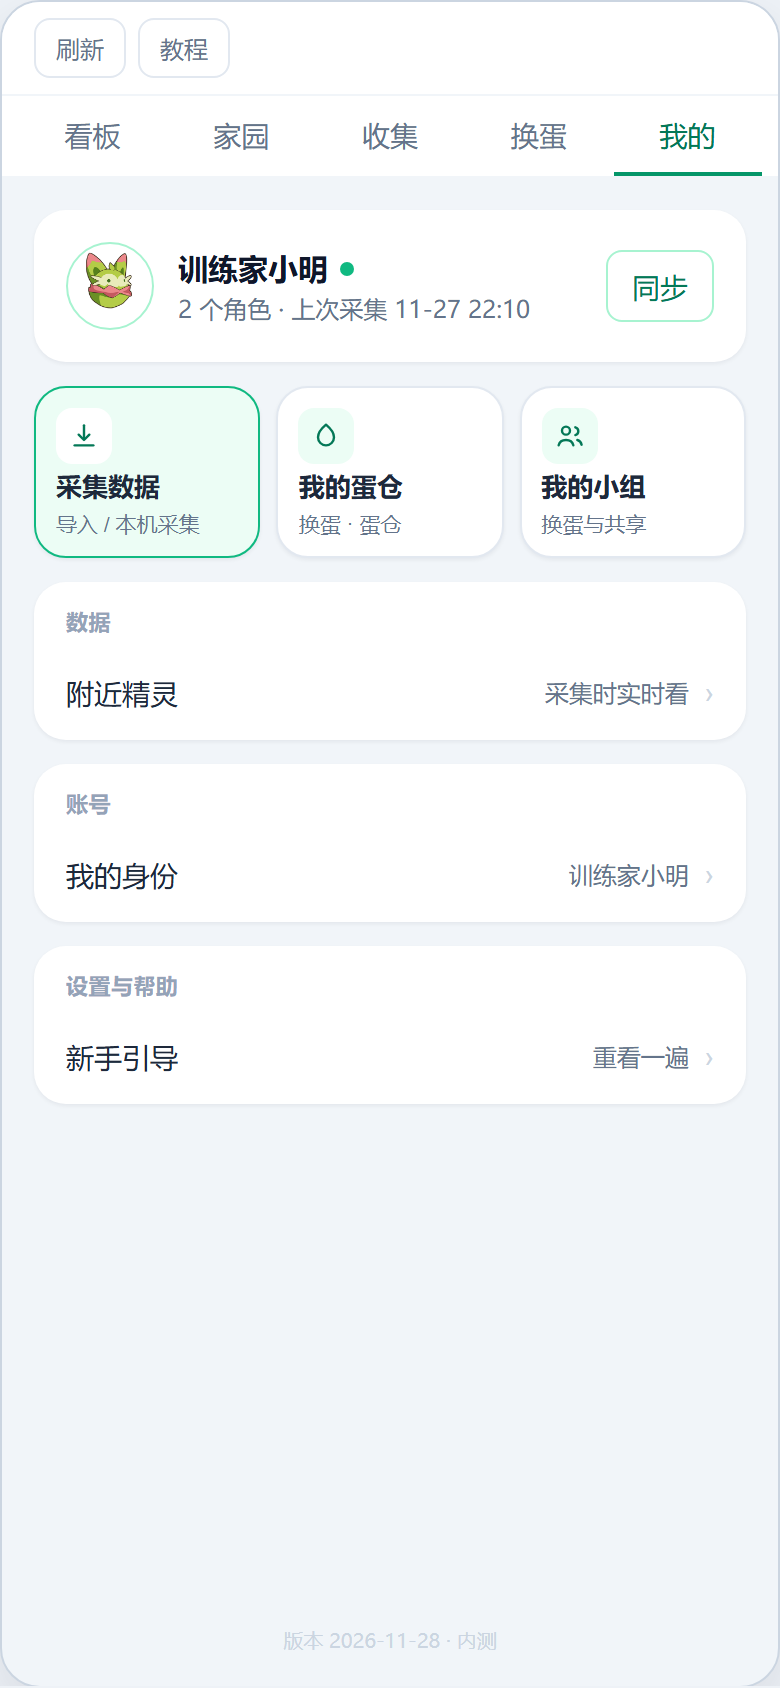 刷新 教程
看板 家园 收集 换蛋 我的
训练家小明
2 个角色 · 上次采集 11-27 22:10
同步
采集数据
导入 / 本机采集
我的蛋仓
换蛋 · 蛋仓
我的小组
换蛋与共享
数据
附近精灵 采集时实时看 ›
账号
我的身份 训练家小明 ›
设置与帮助
新手引导 重看一遍 ›
版本 2026-11-28 · 内测